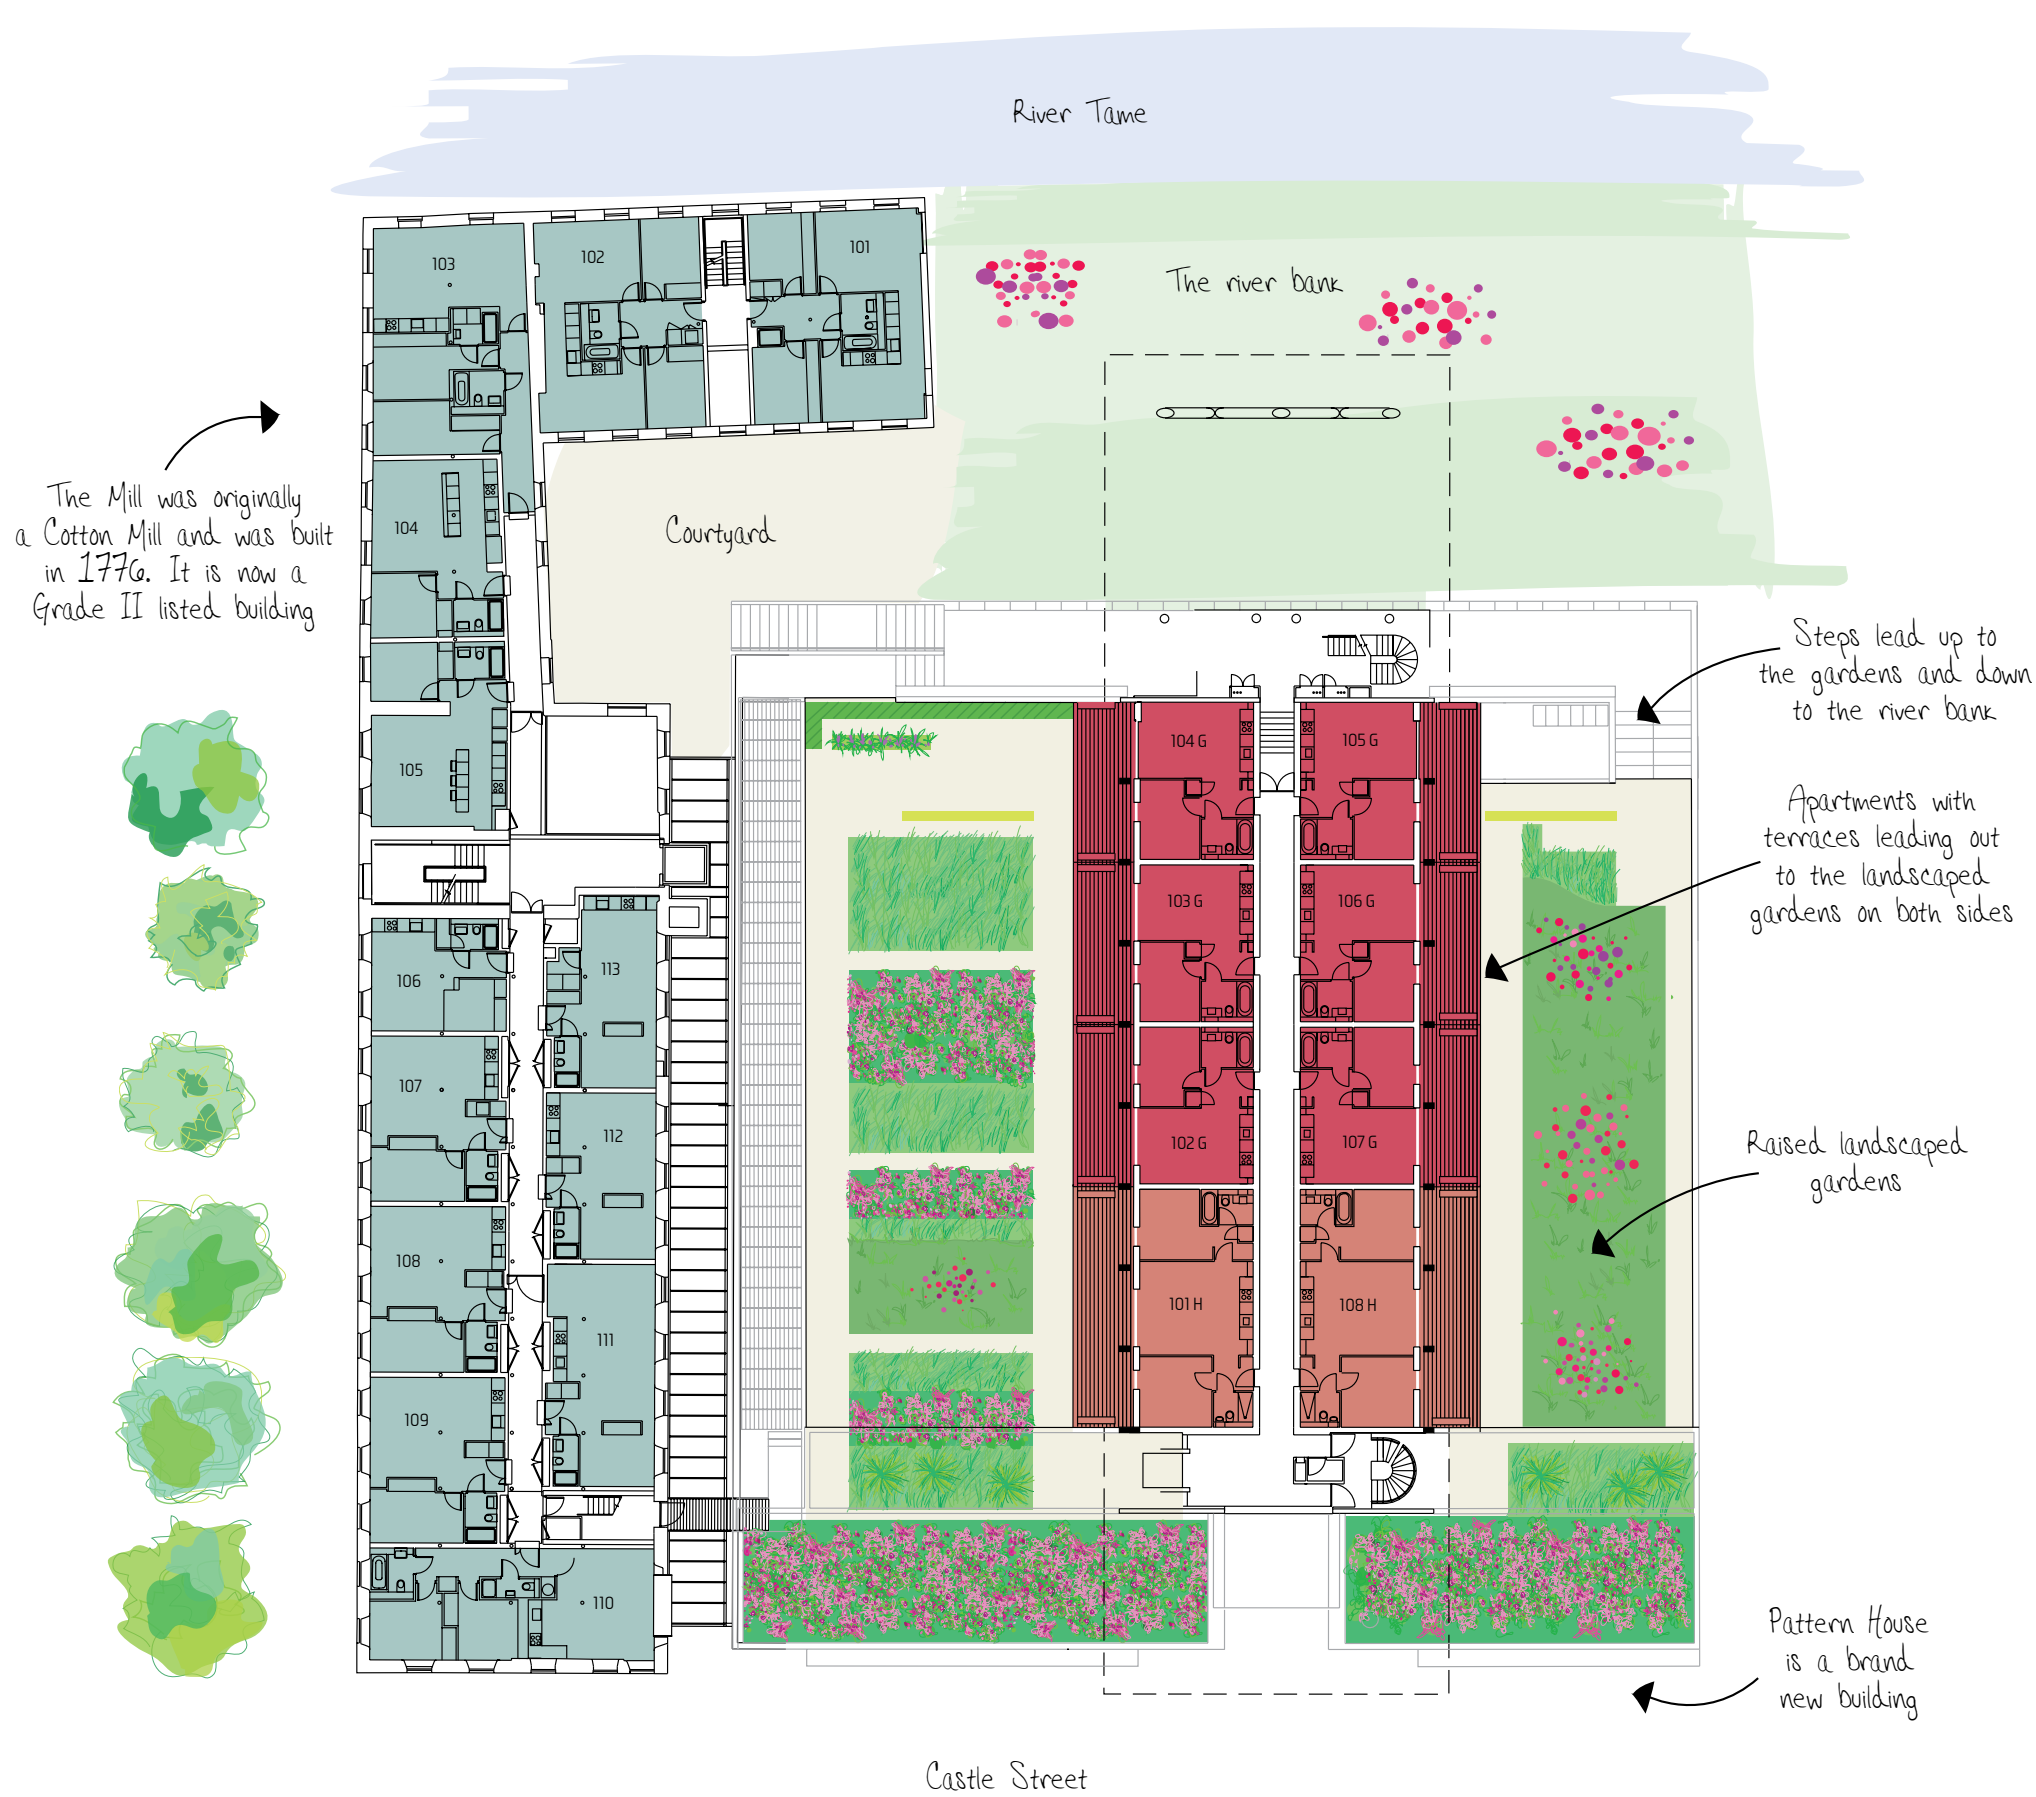 River Tame
103
102
101
The river bank
The Mill was originally
a Cotton Mill and was built
in 1776. It is now a
Grade II listed building
104
Courtyard
Steps lead up to
the gardens and down
to the river bank
105
104 G
105 G
Apartments with
terraces leading out
to the landscaped
gardens on both sides
103 G
106 G
106
113
107
112
102 G
107 G
Raised landscaped
gardens
108
111
101 H
108 H
109
110
Pattern House
is a brand
new building
Castle Street